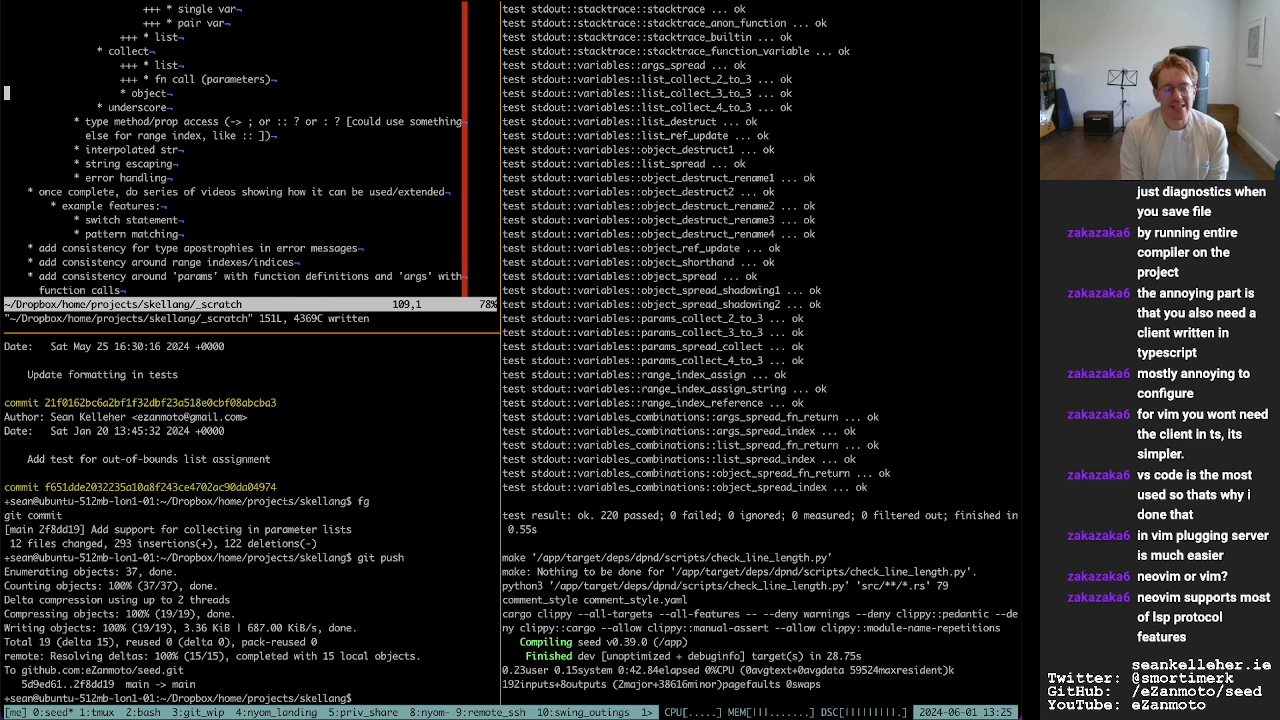 +++ * single var¬
+++ * pair var¬
+++ * list¬
* collect¬
+++ * list¬
+++ * fn call (parameters)¬
* object¬
* underscore¬
* type method/prop access (-> ; or :: ? or : ? [could use something
else for range index, like :: ])¬
* interpolated str¬
* string escaping¬
* error handling¬
* once complete, do series of videos showing how it can be used/extended¬
* example features:¬
* switch statement¬
* pattern matching¬
* add consistency for type apostrophies in error messages¬
* add consistency around range indexes/indices¬
* add consistency around 'params' with function definitions and 'args' with
function calls¬
~/Dropbox/home/projects/skellang/_scratch 109,1 78%
"~/Dropbox/home/projects/skellang/_scratch" 151L, 4369C written
Date: Sat May 25 16:30:16 2024 +0000
Update formatting in tests
commit 21f0162bc6a2bf1f32dbf23a518e0cbf08abcba3
Author: Sean Kelleher <ezanmoto@gmail.com>
Date: Sat Jan 20 13:45:32 2024 +0000
Add test for out-of-bounds list assignment
commit f651dde2032235a10a8f243ce4702ac90da04974
+sean@ubuntu-512mb-lon1-01:~/Dropbox/home/projects/skellang$ fg
git commit
[main 2f8dd19] Add support for collecting in parameter lists
12 files changed, 293 insertions(+), 122 deletions(-)
+sean@ubuntu-512mb-lon1-01:~/Dropbox/home/projects/skellang$ git push
Enumerating objects: 37, done.
Counting objects: 100% (37/37), done.
Delta compression using up to 2 threads
Compressing objects: 100% (19/19), done.
Writing objects: 100% (19/19), 3.36 KiB | 687.00 KiB/s, done.
Total 19 (delta 15), reused 0 (delta 0), pack-reused 0
remote: Resolving deltas: 100% (15/15), completed with 15 local objects.
To github.com:eZanmoto/seed.git
5d9ed61..2f8dd19 main -> main
+sean@ubuntu-512mb-lon1-01:~/Dropbox/home/projects/skellang$
test stdout::stacktrace::stacktrace ... ok
test stdout::stacktrace::stacktrace_anon_function ... ok
test stdout::stacktrace::stacktrace_builtin ... ok
test stdout::stacktrace::stacktrace_function_variable ... ok
test stdout::variables::args_spread ... ok
test stdout::variables::list_collect_2_to_3 ... ok
test stdout::variables::list_collect_3_to_3 ... ok
test stdout::variables::list_collect_4_to_3 ... ok
test stdout::variables::list_destruct ... ok
test stdout::variables::list_ref_update ... ok
test stdout::variables::object_destruct1 ... ok
test stdout::variables::list_spread ... ok
test stdout::variables::object_destruct_rename1 ... ok
test stdout::variables::object_destruct2 ... ok
test stdout::variables::object_destruct_rename2 ... ok
test stdout::variables::object_destruct_rename3 ... ok
test stdout::variables::object_destruct_rename4 ... ok
test stdout::variables::object_ref_update ... ok
test stdout::variables::object_shorthand ... ok
test stdout::variables::object_spread ... ok
test stdout::variables::object_spread_shadowing1 ... ok
test stdout::variables::object_spread_shadowing2 ... ok
test stdout::variables::params_collect_2_to_3 ... ok
test stdout::variables::params_collect_3_to_3 ... ok
test stdout::variables::params_spread_collect ... ok
test stdout::variables::params_collect_4_to_3 ... ok
test stdout::variables::range_index_assign ... ok
test stdout::variables::range_index_assign_string ... ok
test stdout::variables::range_index_reference ... ok
test stdout::variables_combinations::args_spread_fn_return ... ok
test stdout::variables_combinations::args_spread_index ... ok
test stdout::variables_combinations::list_spread_fn_return ... ok
test stdout::variables_combinations::list_spread_index ... ok
test stdout::variables_combinations::object_spread_fn_return ... ok
test stdout::variables_combinations::object_spread_index ... ok
test result: ok. 220 passed; 0 failed; 0 ignored; 0 measured; 0 filtered out; finished in
0.55s
make '/app/target/deps/dpnd/scripts/check_line_length.py'
make: Nothing to be done for '/app/target/deps/dpnd/scripts/check_line_length.py'.
python3 '/app/target/deps/dpnd/scripts/check_line_length.py' 'src/**/*.rs' 79
comment_style comment_style.yaml
cargo clippy --all-targets --all-features -- --deny warnings --deny clippy::pedantic --de
ny clippy::cargo --allow clippy::manual-assert --allow clippy::module-name-repetitions
Compiling seed v0.39.0 (/app)
Finished dev [unoptimized + debuginfo] target(s) in 28.75s
0.23user 0.15system 0:42.84elapsed 0%CPU (0avgtext+0avgdata 59524maxresident)k
192inputs+8outputs (2major+38616minor)pagefaults 0swaps
[me] 0:seed* 1:tmux 2:bash 3:git_wip 4:nyom_landing 5:priv_share 8:nyom- 9:remote_ssh 10:swing_outings 1> CPU[.....] MEM[|||.......] DSC[|||||||||.] 2024-06-01 13:25
just diagnostics when
you save file
zakazaka6 by running entire
compiler on the
project
zakazaka6 the annoying part is
that you also need a
client written in
typescript
zakazaka6 mostly annoying to
configure
zakazaka6 for vim you wont need
the client in ts, its
simpler.
zakazaka6 vs code is the most
used so thats why i
done that
zakazaka6 in vim plugging server
is much easier
zakazaka6 neovim or vim?
zakazaka6 neovim supports most
of lsp protocol
features
Website: seankelleher.ie
Twitter: @smortereck
Youtube: /seed